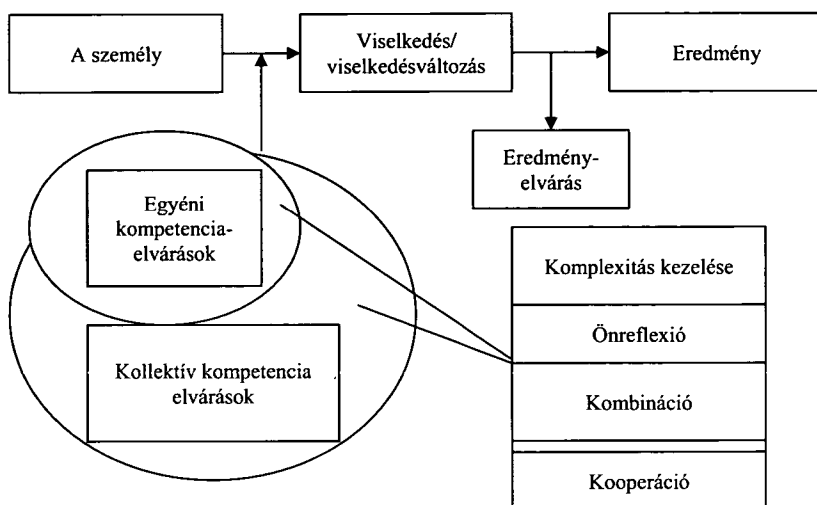 A személy
Viselkedés/
viselkedésváltozás
Eredmény
Eredmény-
elvárás
Egyéni
kompetencia-
elvárások
Kollektív kompetencia
elvárások
Komplexitás kezelése
Önreflexió
Kombináció
Kooperáció